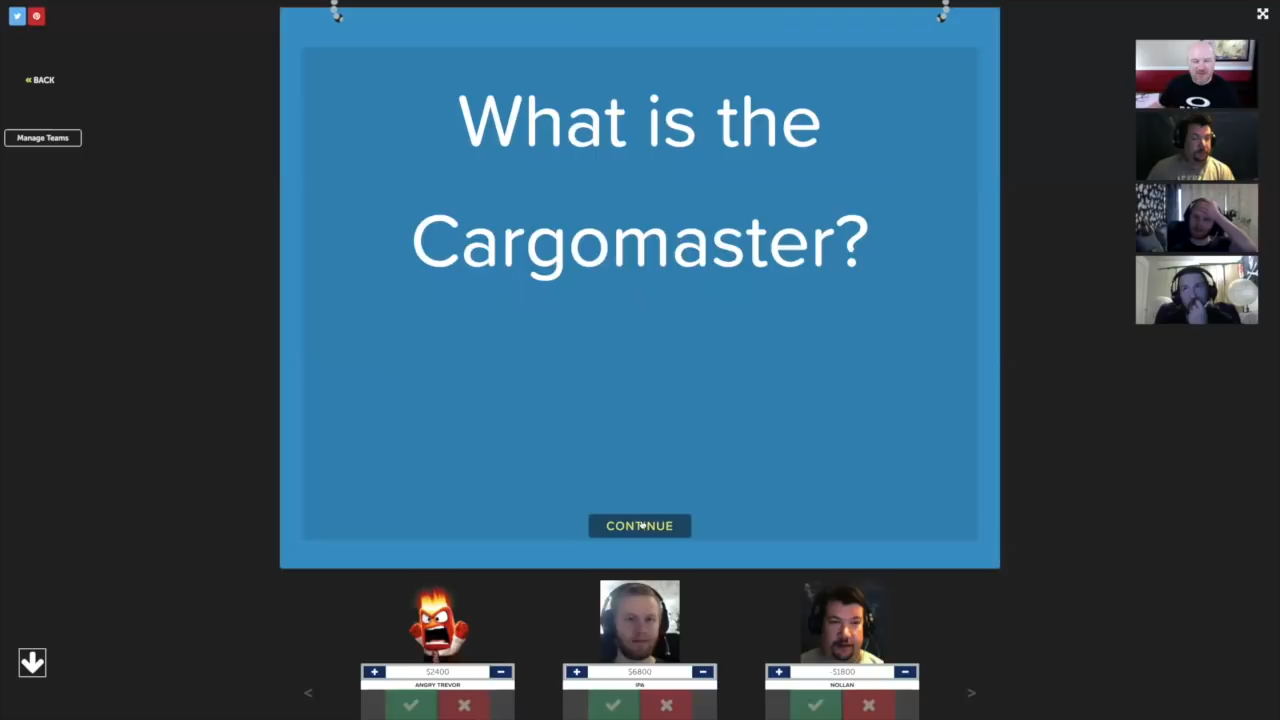 « BACK
Manage Teams
What is the
Cargomaster?
CONTINUE
$2400
ANGRY TREVOR
$6800
IPA
-$1800
NOLLAN